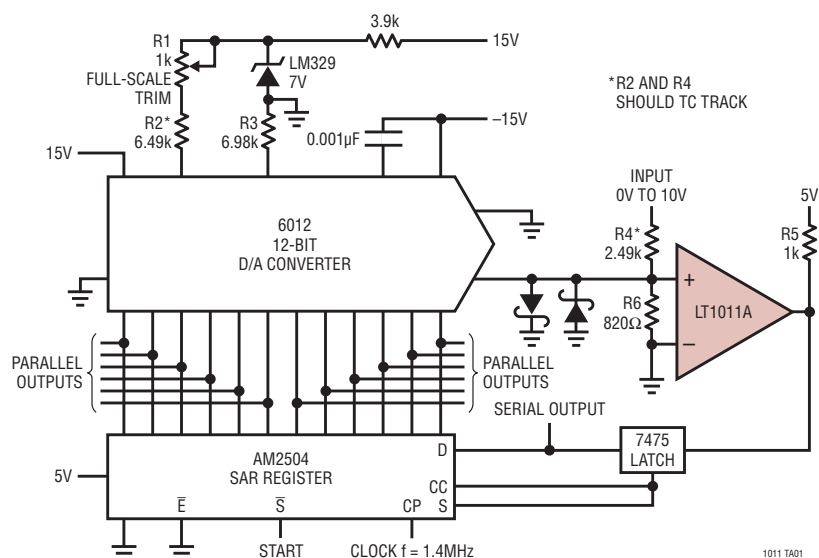 3.9k
15V
R1
1k
FULL-SCALE
TRIM
LM329
7V
*R2 AND R4
SHOULD TC TRACK
R2*
6.49k
R3
6.98k
0.001µF
–15V
15V
INPUT
0V TO 10V
5V
6012
12-BIT
D/A CONVERTER
R4*
2.49k
R5
1k
+
LT1011A
R6
820Ω
–
PARALLEL
OUTPUTS
PARALLEL
OUTPUTS
SERIAL OUTPUT
AM2504
SAR REGISTER
D
7475
LATCH
5V
CC
E̅
S̅
CP
S
START
CLOCK f = 1.4MHz
1011 TA01